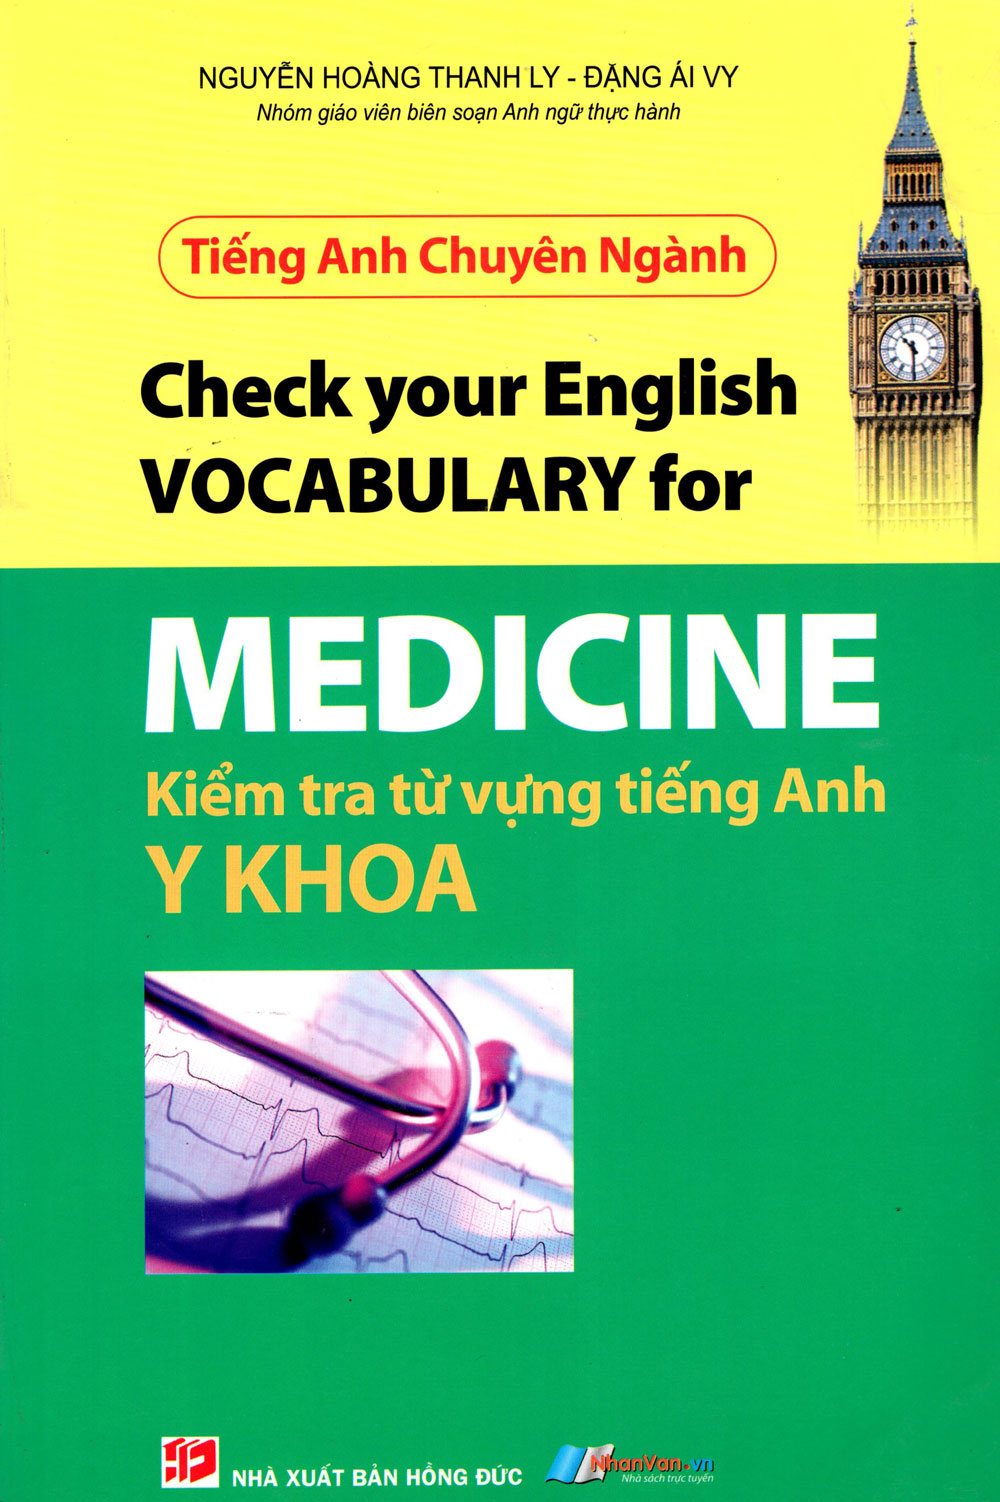 NGUYỄN HOÀNG THANH LY - ĐẶNG ÁI VY
Nhóm giáo viên biên soạn Anh ngữ thực hành
Tiếng Anh Chuyên Ngành
Check your English
VOCABULARY for
MEDICINE
Kiểm tra từ vựng tiếng Anh
Y KHOA
NHÀ XUẤT BẢN HỒNG ĐỨC
NhanVan.vn
Nhà sách trực tuyến